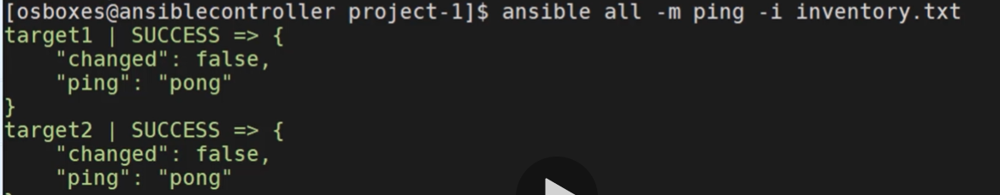 [osboxes@ansiblecontroller project-1]$ ansible all -m ping -i inventory.txt
target1 | SUCCESS => {
    "changed": false,
    "ping": "pong"
}
target2 | SUCCESS => {
    "changed": false,
    "ping": "pong"
}